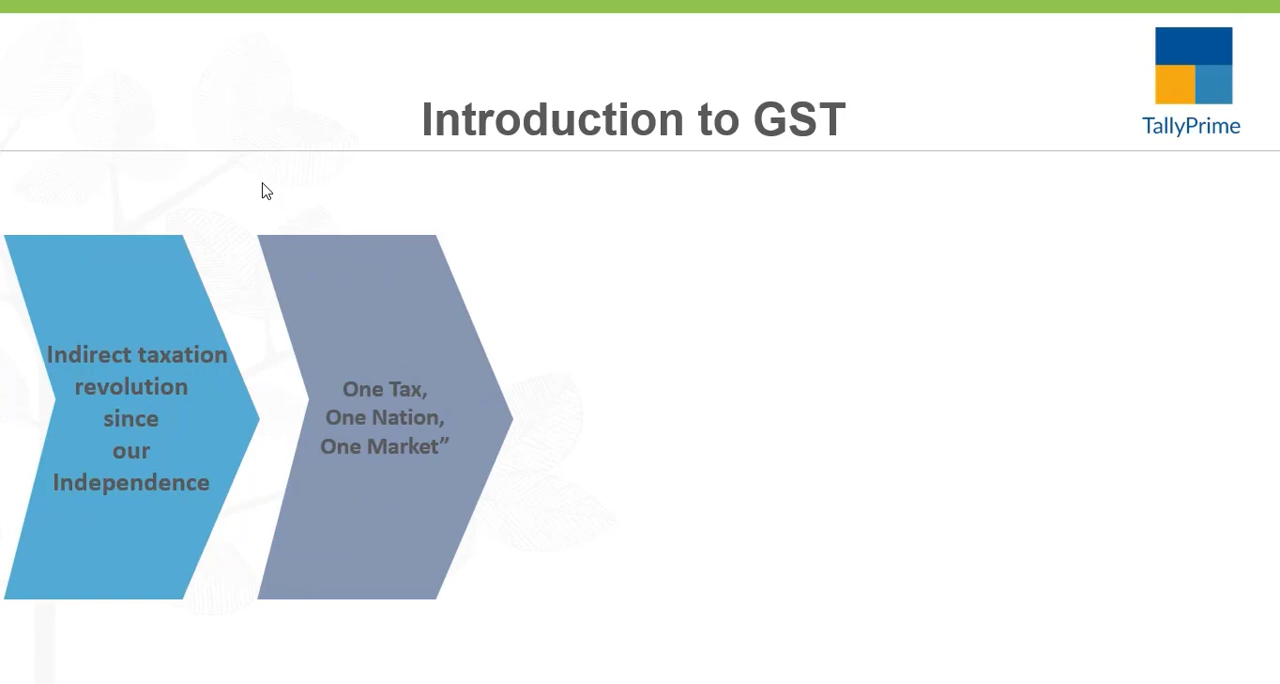 Introduction to GST
TallyPrime
Indirect taxation
revolution
since
our
Independence
One Tax,
One Nation,
One Market”